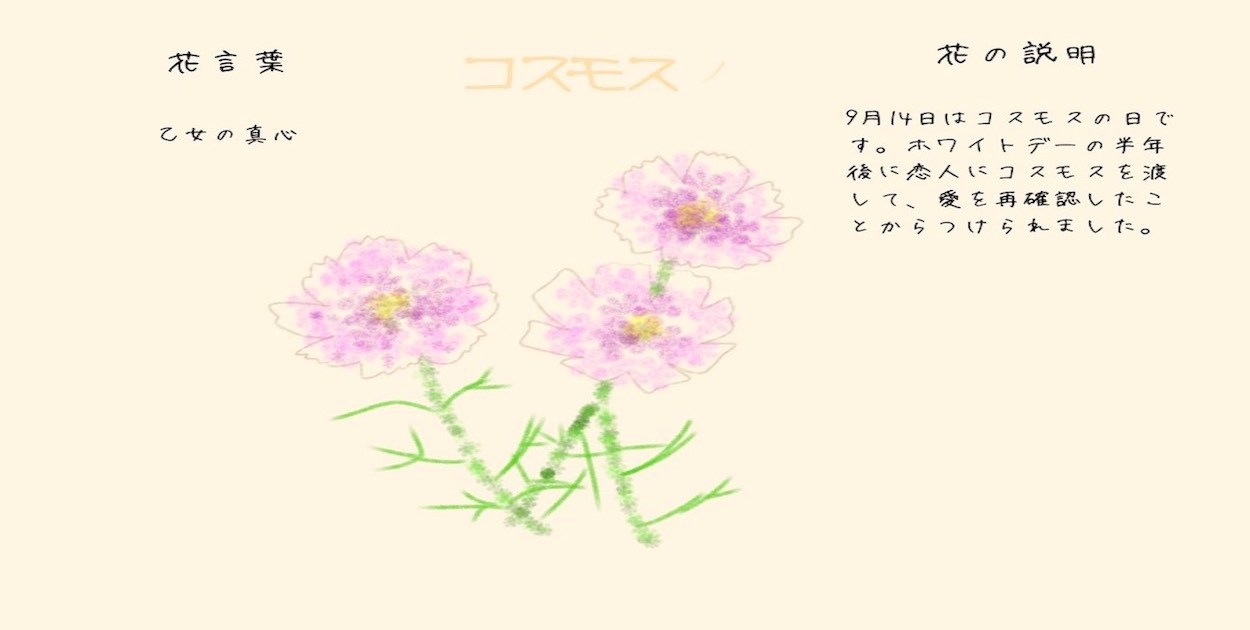 花言葉
乙女の真心
コスモス
花の説明
9月14日はコスモスの日で
す。ホワイトデーの半年
後に恋人にコスモスを渡
して、愛を再確認したこ
とからつけられました。